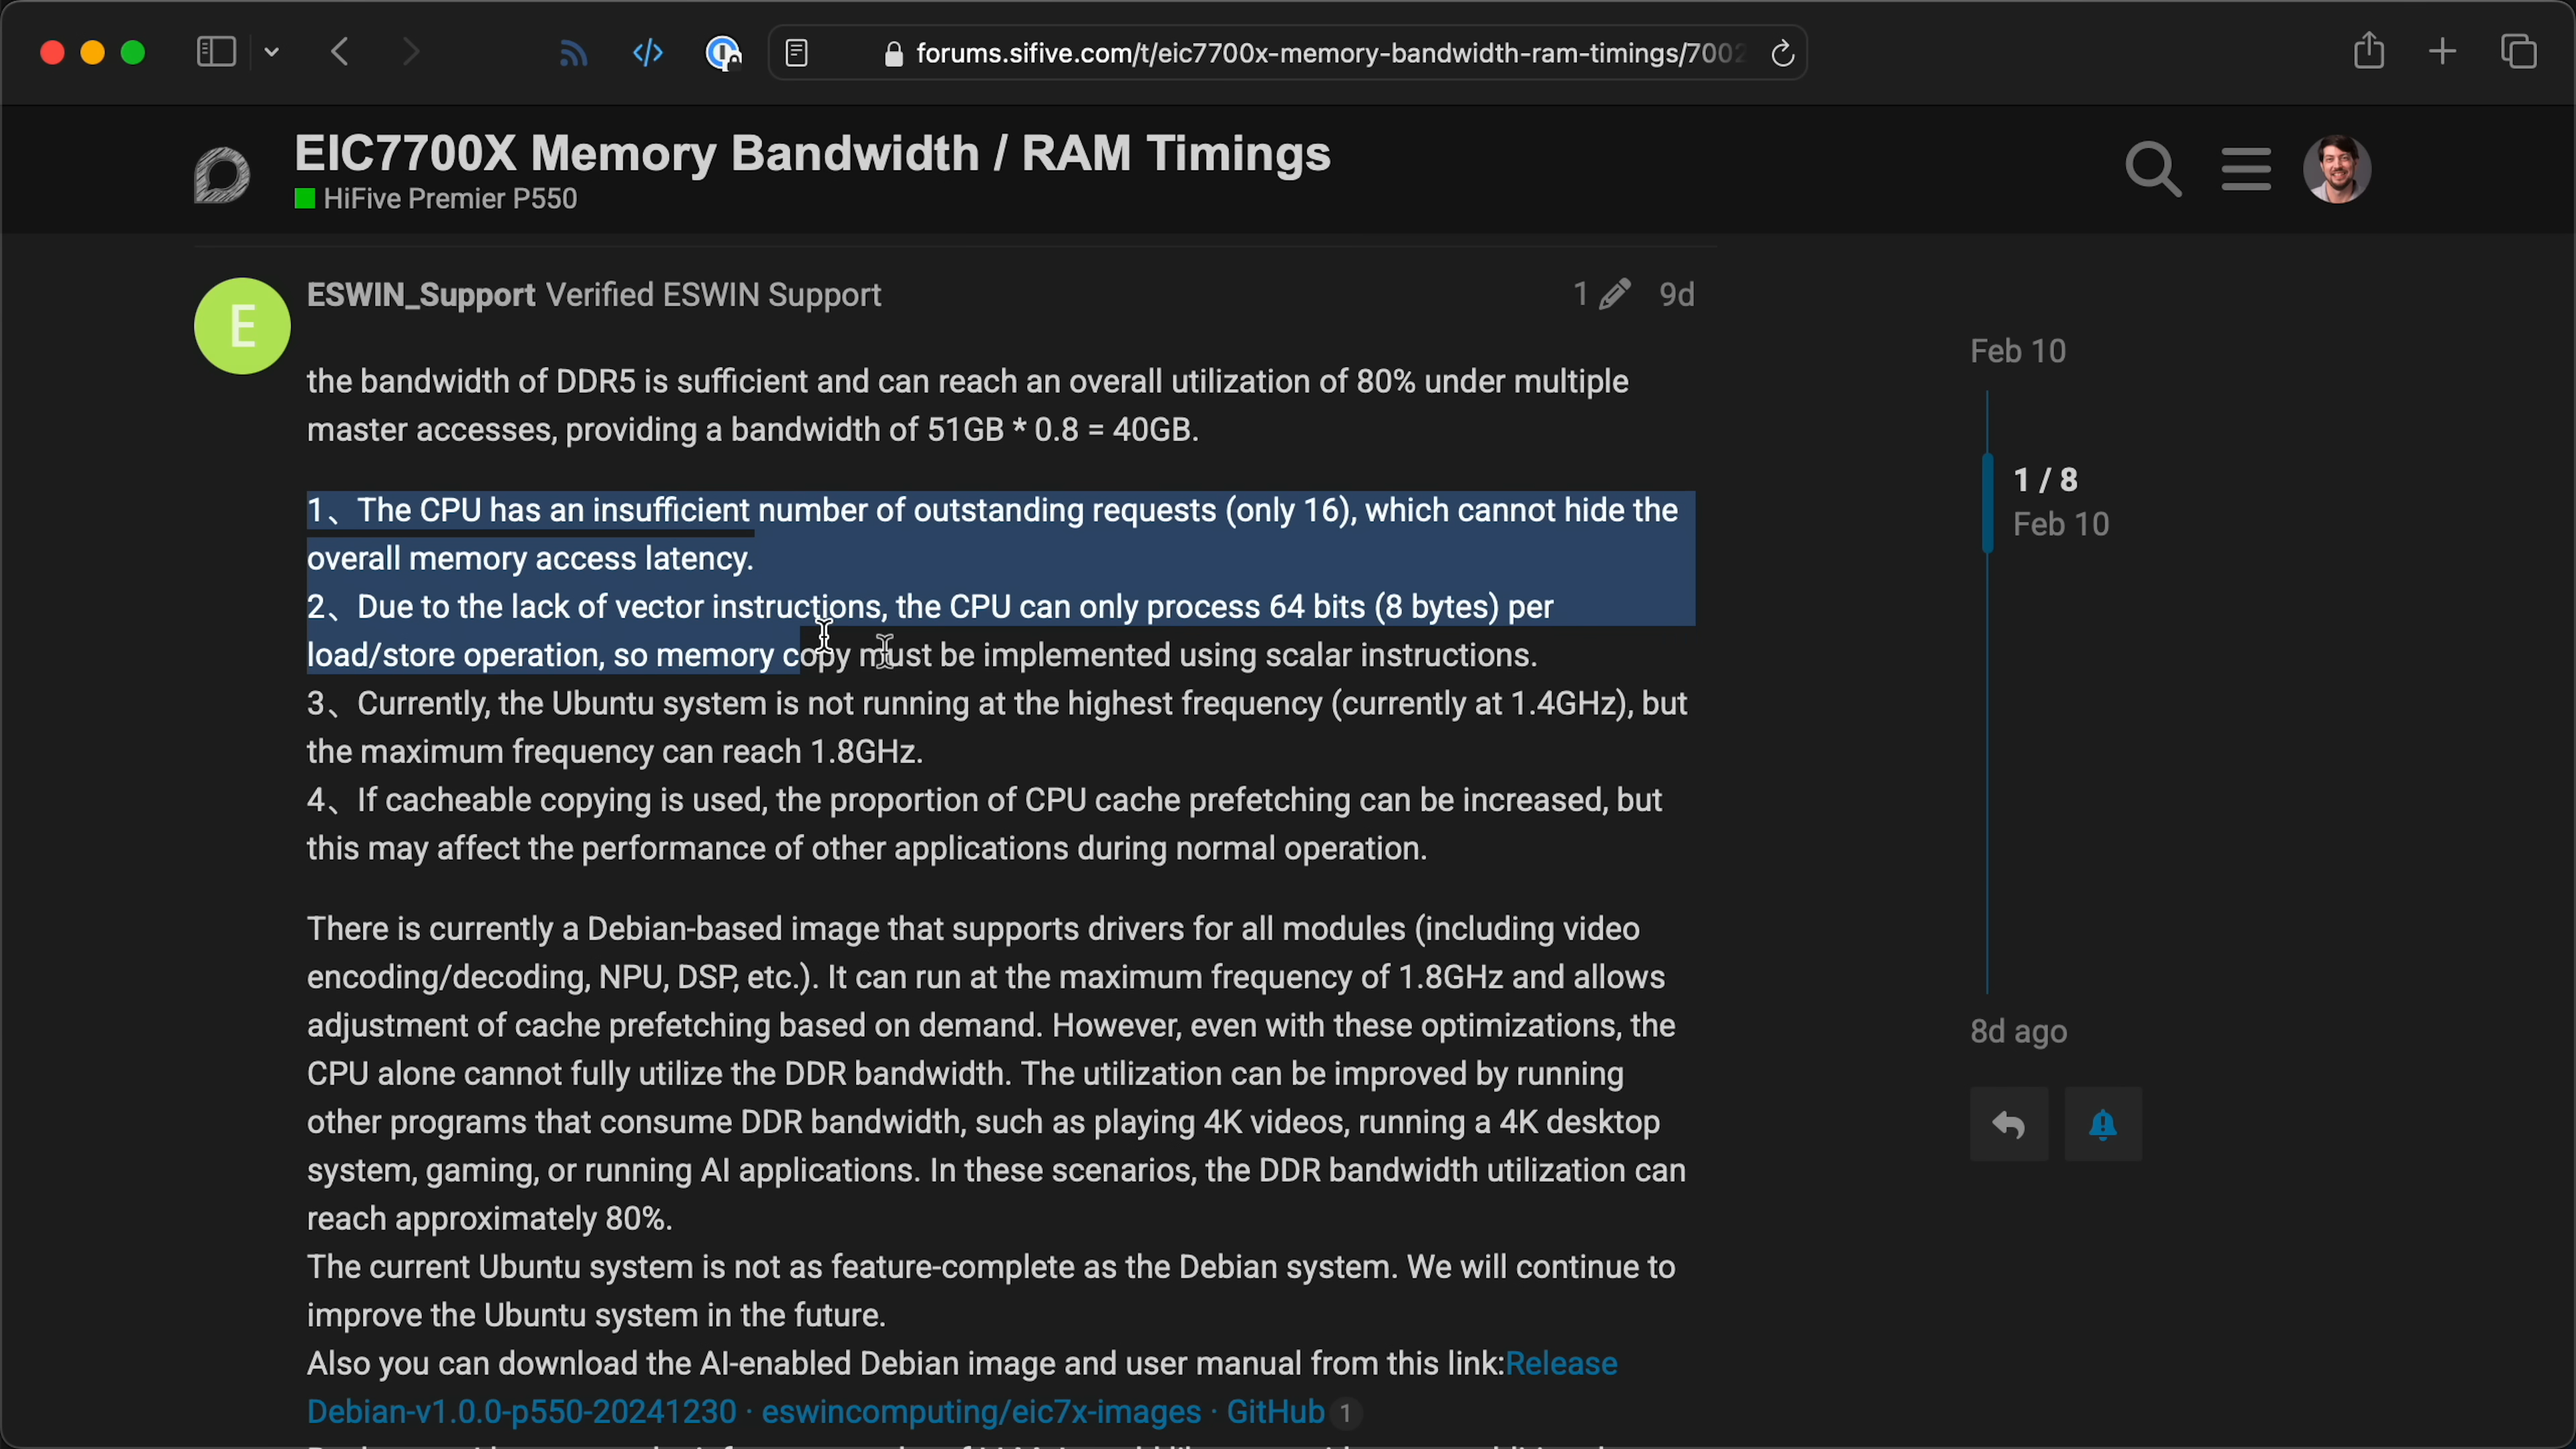 forums.sifive.com/t/eic7700x-memory-bandwidth-ram-timings/7002
EIC7700X Memory Bandwidth / RAM Timings
HiFive Premier P550
E
ESWIN_Support Verified ESWIN Support
1 9d
the bandwidth of DDR5 is sufficient and can reach an overall utilization of 80% under multiple
master accesses, providing a bandwidth of 51GB * 0.8 = 40GB.
1、The CPU has an insufficient number of outstanding requests (only 16), which cannot hide the
overall memory access latency.
2、Due to the lack of vector instructions, the CPU can only process 64 bits (8 bytes) per
load/store operation, so memory copy must be implemented using scalar instructions.
3、Currently, the Ubuntu system is not running at the highest frequency (currently at 1.4GHz), but
the maximum frequency can reach 1.8GHz.
4、If cacheable copying is used, the proportion of CPU cache prefetching can be increased, but
this may affect the performance of other applications during normal operation.
There is currently a Debian-based image that supports drivers for all modules (including video
encoding/decoding, NPU, DSP, etc.). It can run at the maximum frequency of 1.8GHz and allows
adjustment of cache prefetching based on demand. However, even with these optimizations, the
CPU alone cannot fully utilize the DDR bandwidth. The utilization can be improved by running
other programs that consume DDR bandwidth, such as playing 4K videos, running a 4K desktop
system, gaming, or running AI applications. In these scenarios, the DDR bandwidth utilization can
reach approximately 80%.
The current Ubuntu system is not as feature-complete as the Debian system. We will continue to
improve the Ubuntu system in the future.
Also you can download the AI-enabled Debian image and user manual from this link:Release
Debian-v1.0.0-p550-20241230 · eswincomputing/eic7x-images · GitHub 1
Feb 10
1 / 8
Feb 10
8d ago